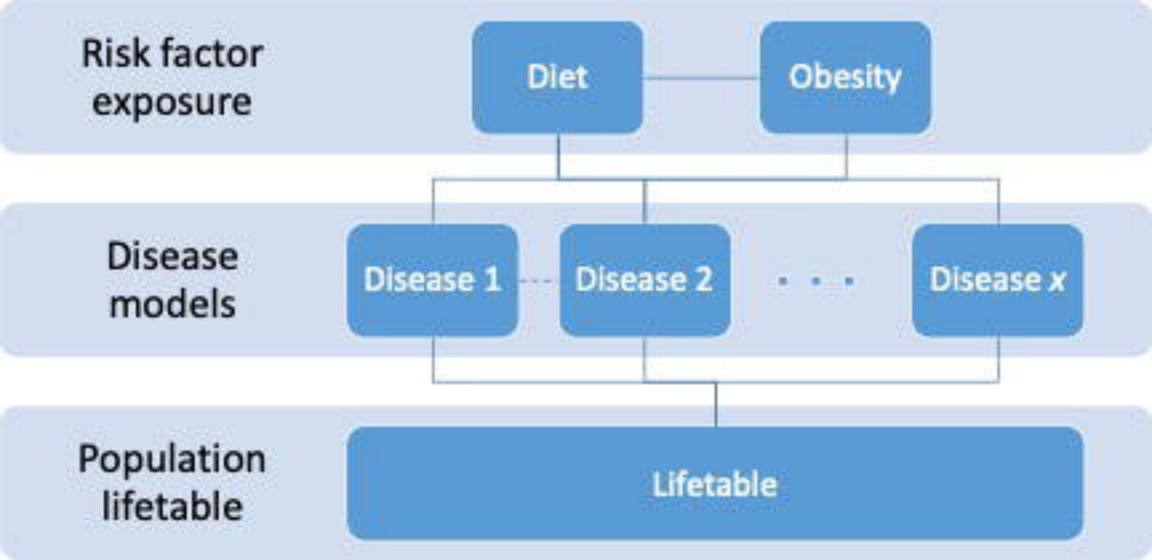 Risk factor
exposure
Diet
Obesity
Disease
models
Disease 1
Disease 2
. . .
Disease x
Population
lifetable
Lifetable